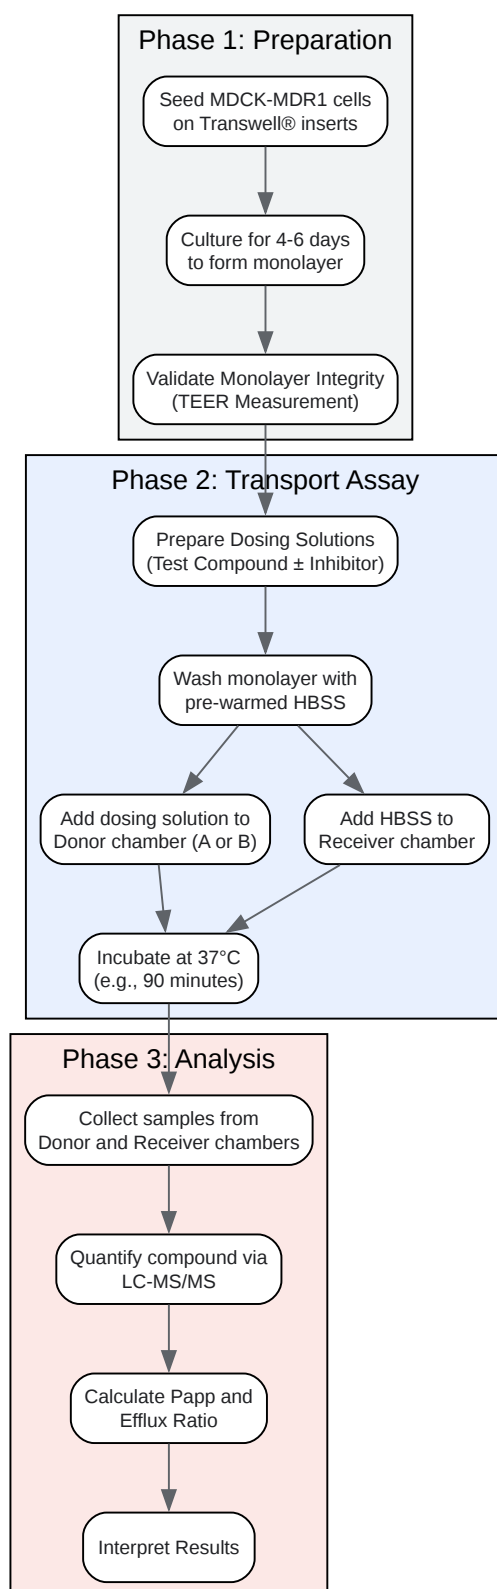 Phase 1: Preparation
Seed MDCK-MDR1 cells
on Transwell® inserts
Culture for 4-6 days
to form monolayer
Validate Monolayer Integrity
(TEER Measurement)
Phase 2: Transport Assay
Prepare Dosing Solutions
(Test Compound ± Inhibitor)
Wash monolayer with
pre-warmed HBSS
Add dosing solution to
Donor chamber (A or B)
Add HBSS to
Receiver chamber
Incubate at 37°C
(e.g., 90 minutes)
Phase 3: Analysis
Collect samples from
Donor and Receiver chambers
Quantify compound via
LC-MS/MS
Calculate Papp and
Efflux Ratio
Interpret Results